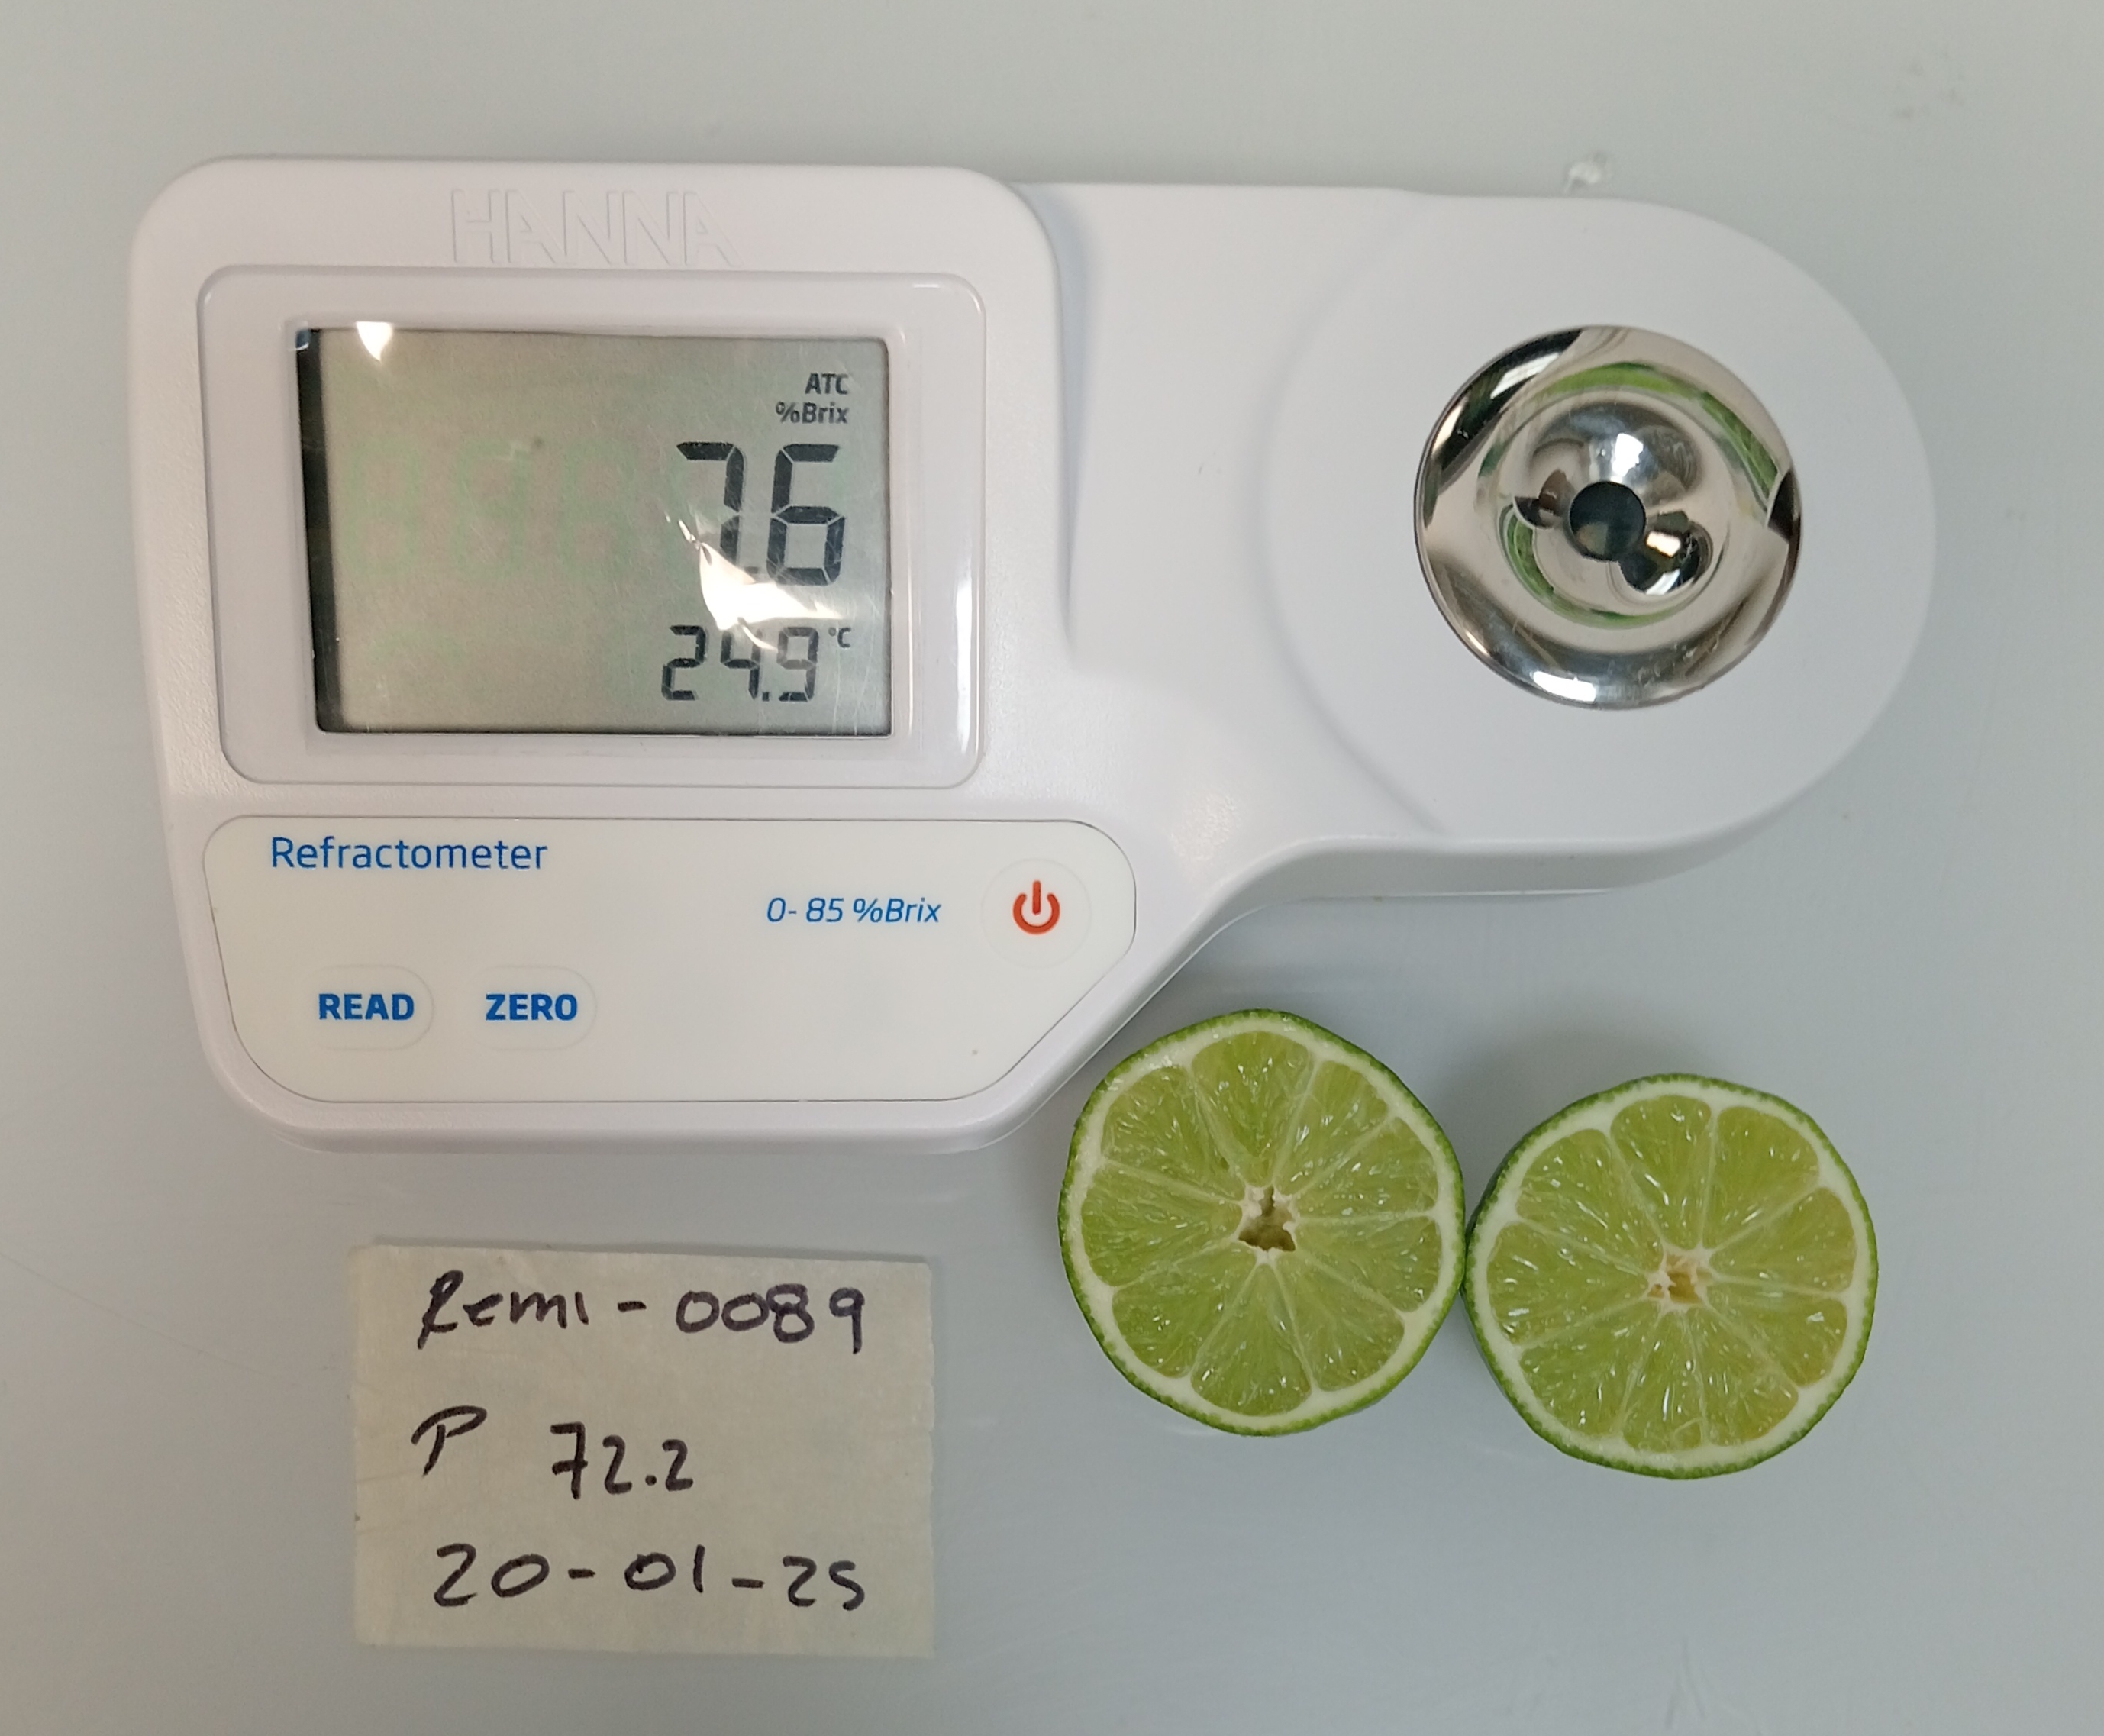 HANNA
ATC
%Brix
7.6
24.9 °C
Refractometer
0- 85 %Brix
READ ZERO
Remi - 0089
P 72.2
20-01-25